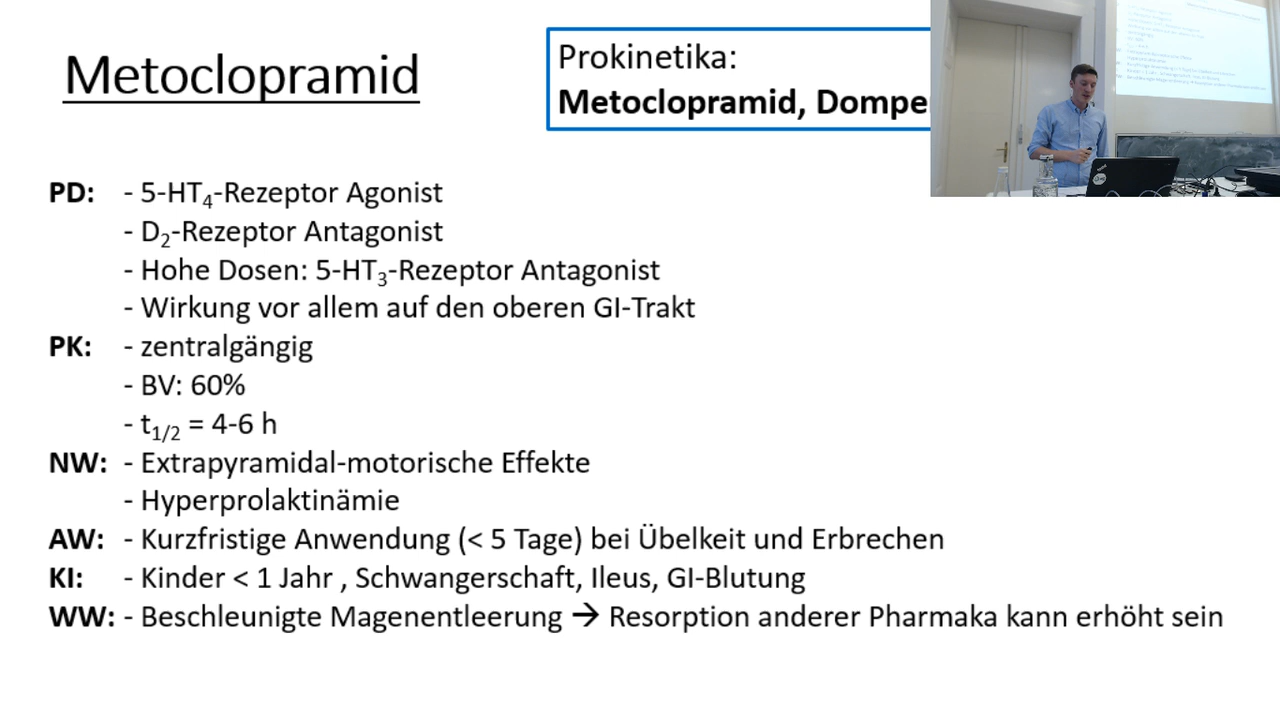 Metoclopramid
Prokinetika:
Metoclopramid, Dompe
PD: - 5-HT₄-Rezeptor Agonist
- D₂-Rezeptor Antagonist
- Hohe Dosen: 5-HT₃-Rezeptor Antagonist
- Wirkung vor allem auf den oberen GI-Trakt
PK: - zentralgängig
- BV: 60%
- t₁/₂ = 4-6 h
NW: - Extrapyramidal-motorische Effekte
- Hyperprolaktinämie
AW: - Kurzfristige Anwendung (< 5 Tage) bei Übelkeit und Erbrechen
KI: - Kinder < 1 Jahr , Schwangerschaft, Ileus, GI-Blutung
WW: - Beschleunigte Magenentleerung → Resorption anderer Pharmaka kann erhöht sein